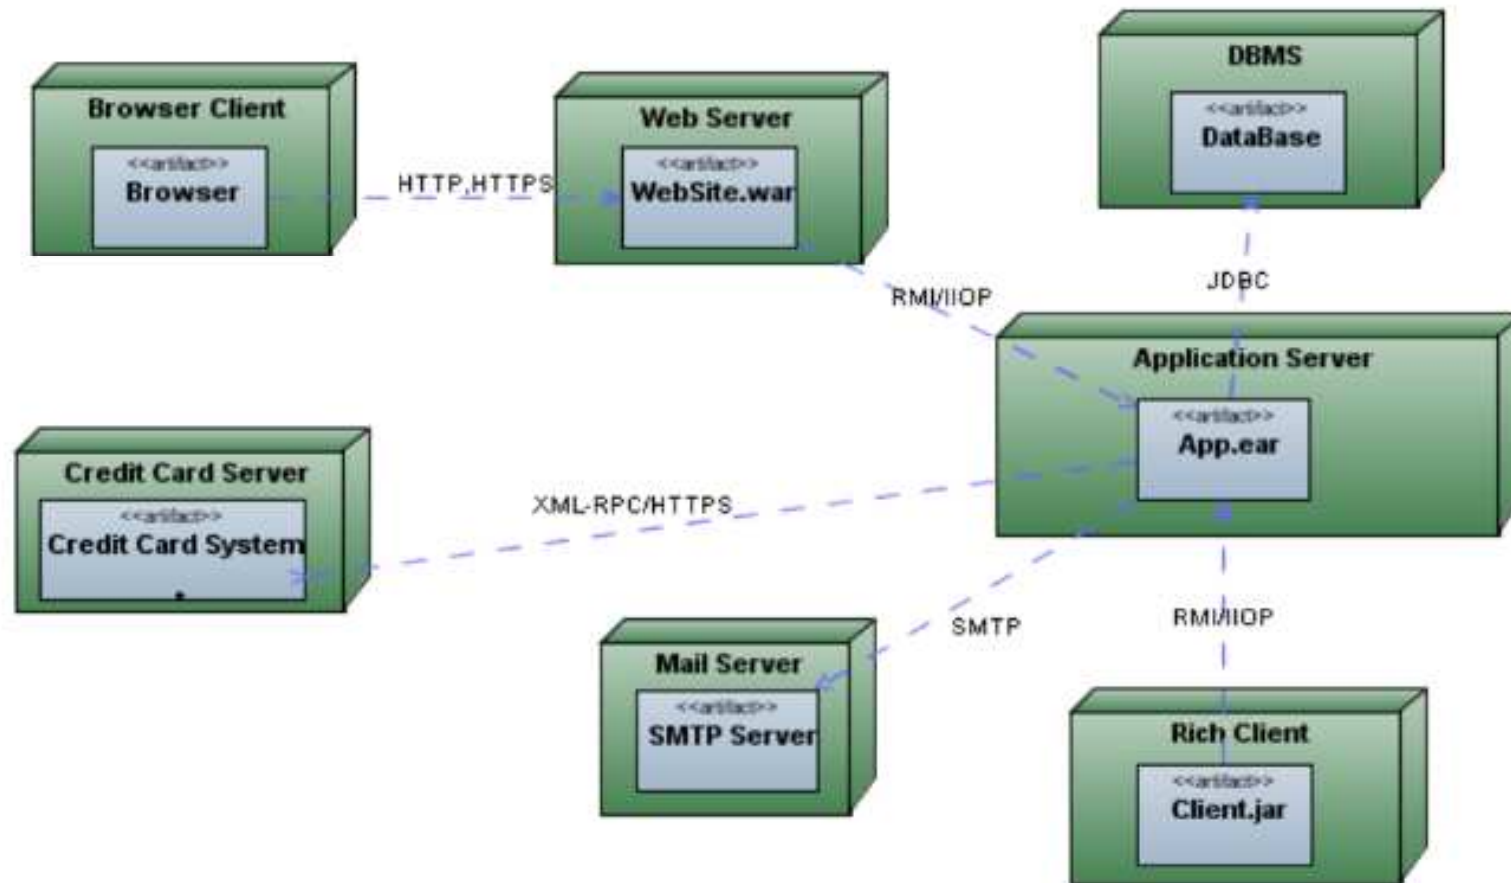 DBMS
<<artifact>>
DataBase
Browser Client
<<artifact>>
Browser
HTTP,HTTPS
Web Server
<<artifact>>
WebSite.war
RMI/IIOP
JDBC
Application Server
<<artifact>>
App.ear
Credit Card Server
<<artifact>>
Credit Card System
XML-RPC/HTTPS
SMTP
RMI/IIOP
Mail Server
<<artifact>>
SMTP Server
Rich Client
<<artifact>>
Client.jar